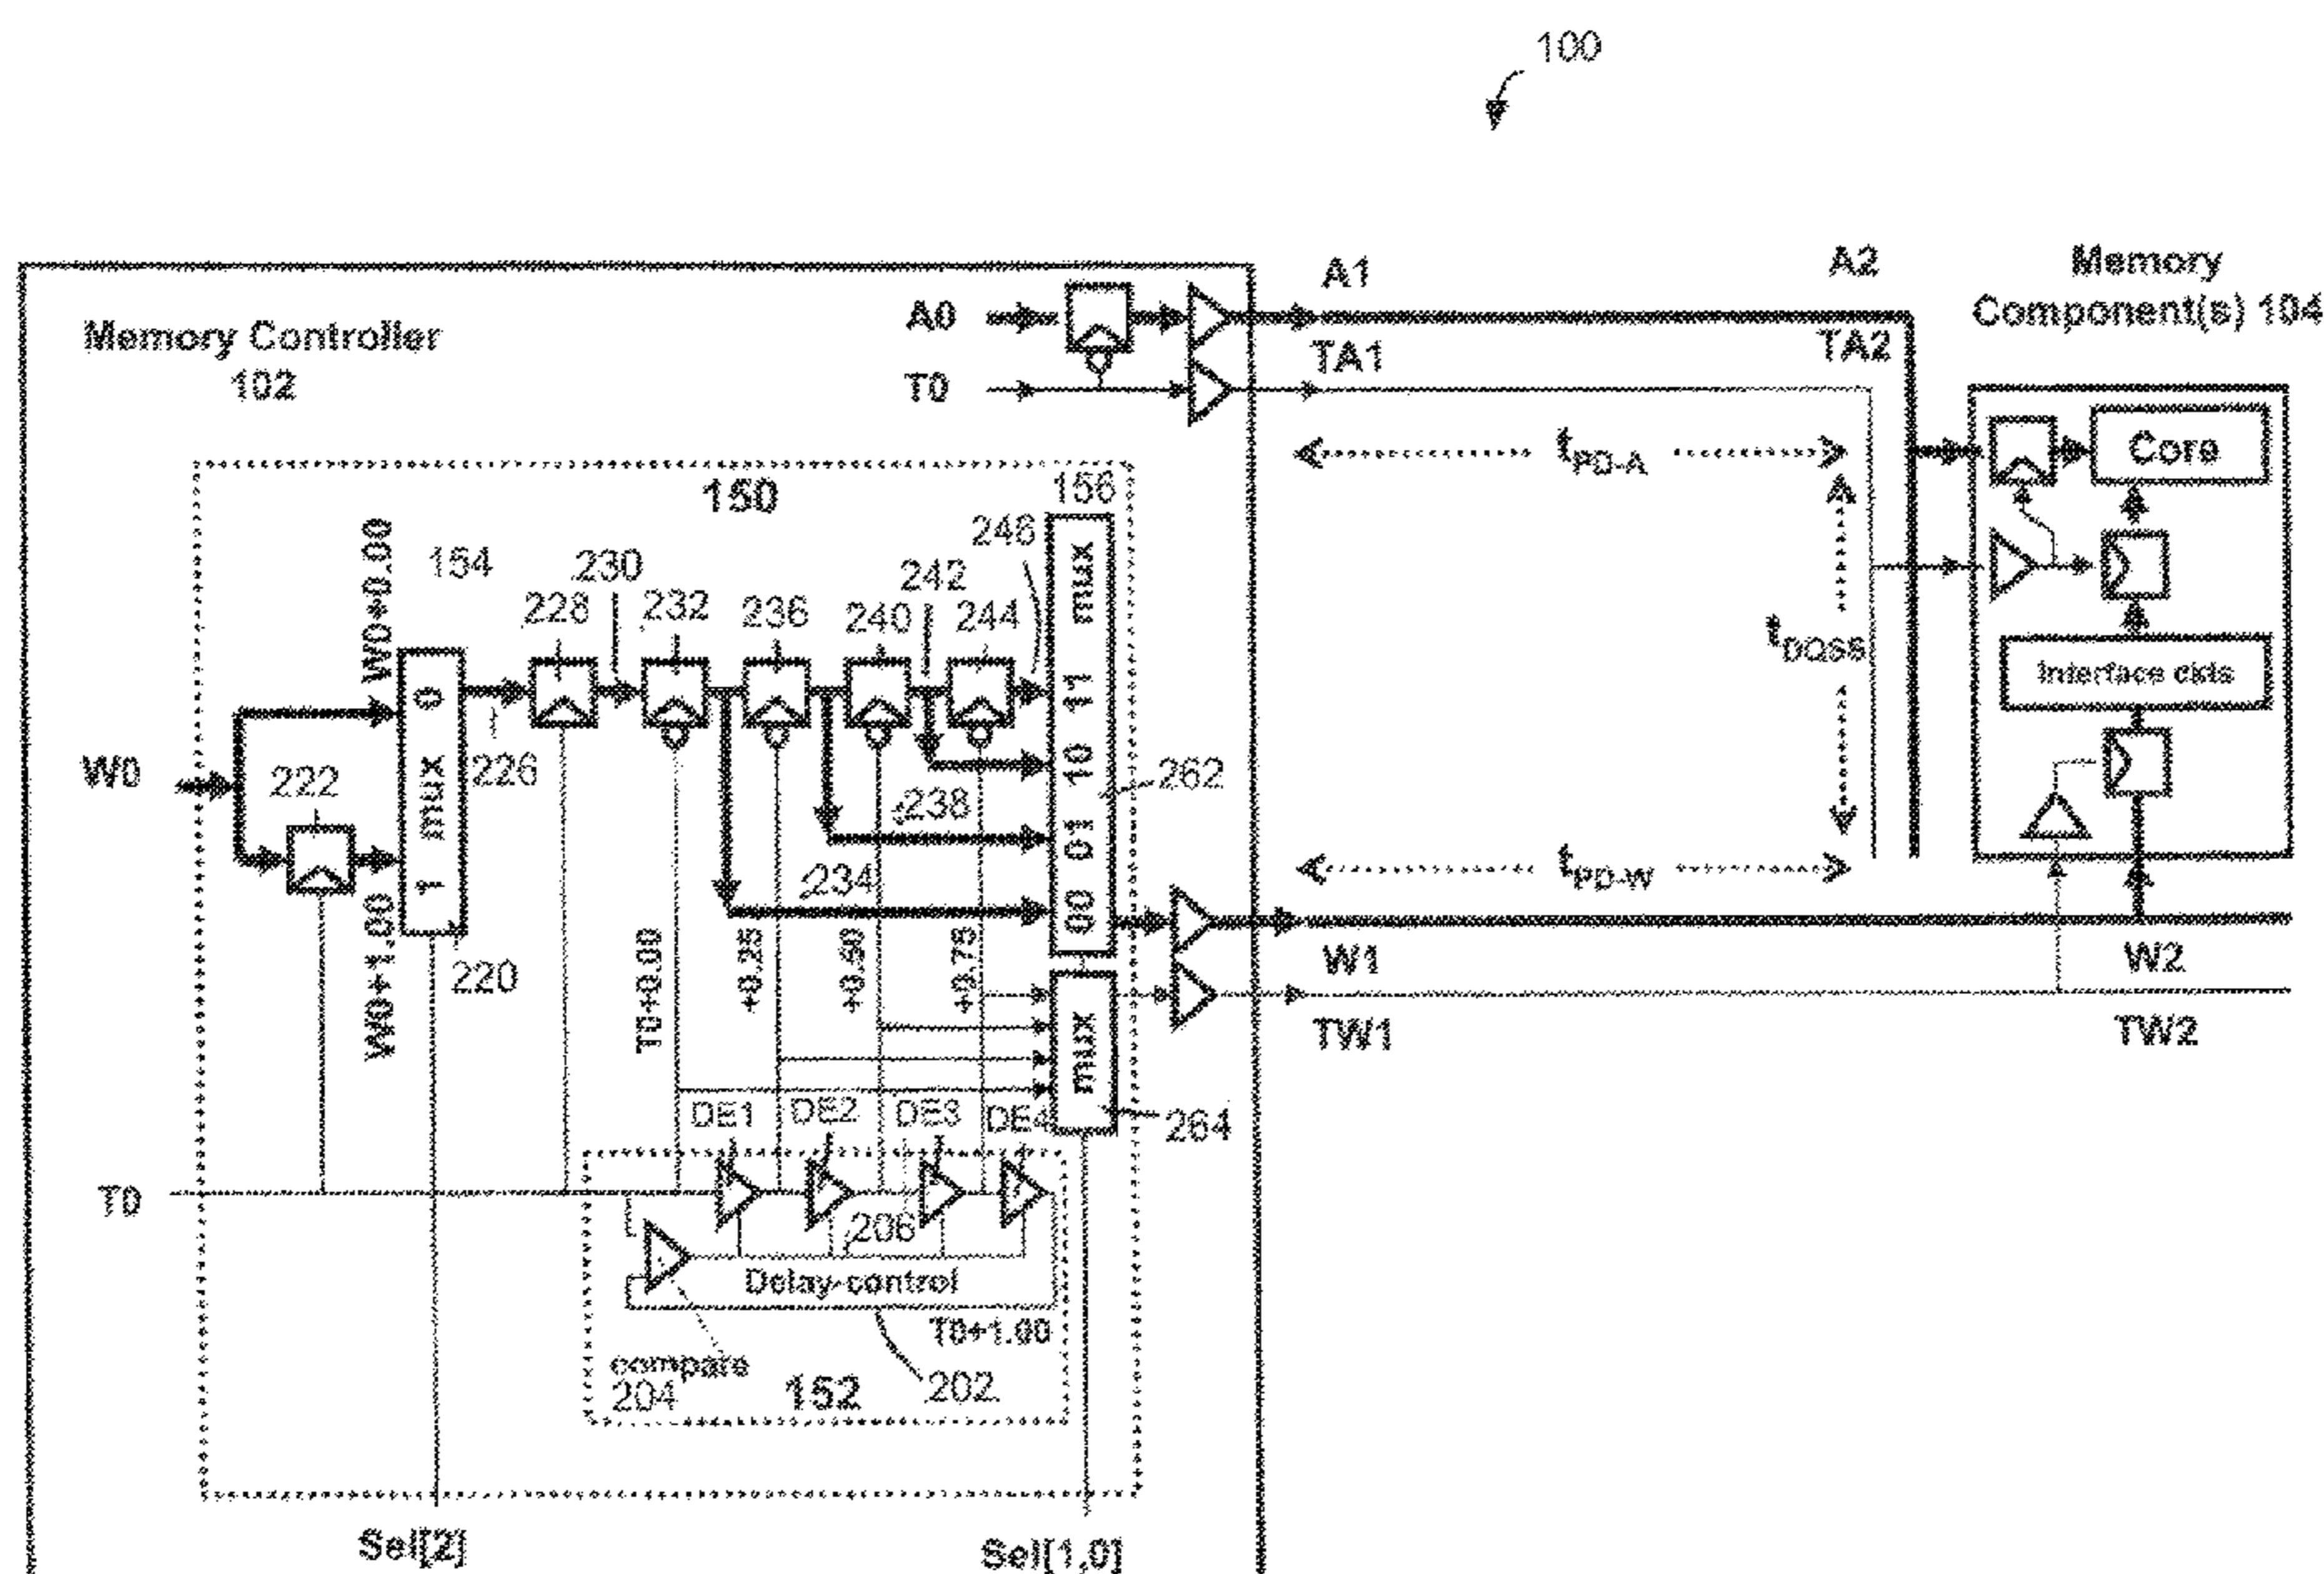 100
A1
A2
Memory
Component(s) 104
A0
TA1
TA2
Memory Controller
102
T0
tPD-A
Core
150
156
W0+0.00
154
230
246
228
232
236
240
242
244
tDQSS
mux
11
10
01
00
0
mux
1
Interface ckts
W0
222
226
238
262
234
tPD-W
W0+1.00
220
T0+0.00
+0.25
+0.50
+0.75
W1
W2
TW1
TW2
mux
DE1
DE2
DE3
DE4
264
T0
206
Delay-control
T0+1.00
compare
204
152
202
Sel[2]
Sel[1,0]